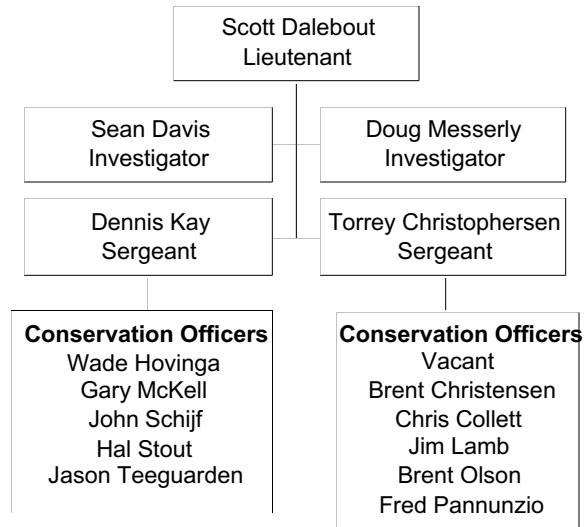 Scott Dalebout
Lieutenant
Sean Davis
Investigator
Doug Messerly
Investigator
Dennis Kay
Sergeant
Torrey Christophersen
Sergeant
Conservation Officers
Wade Hovinga
Gary McKell
John Schijf
Hal Stout
Jason Teeguarden
Conservation Officers
Vacant
Brent Christensen
Chris Collett
Jim Lamb
Brent Olson
Fred Pannunzio